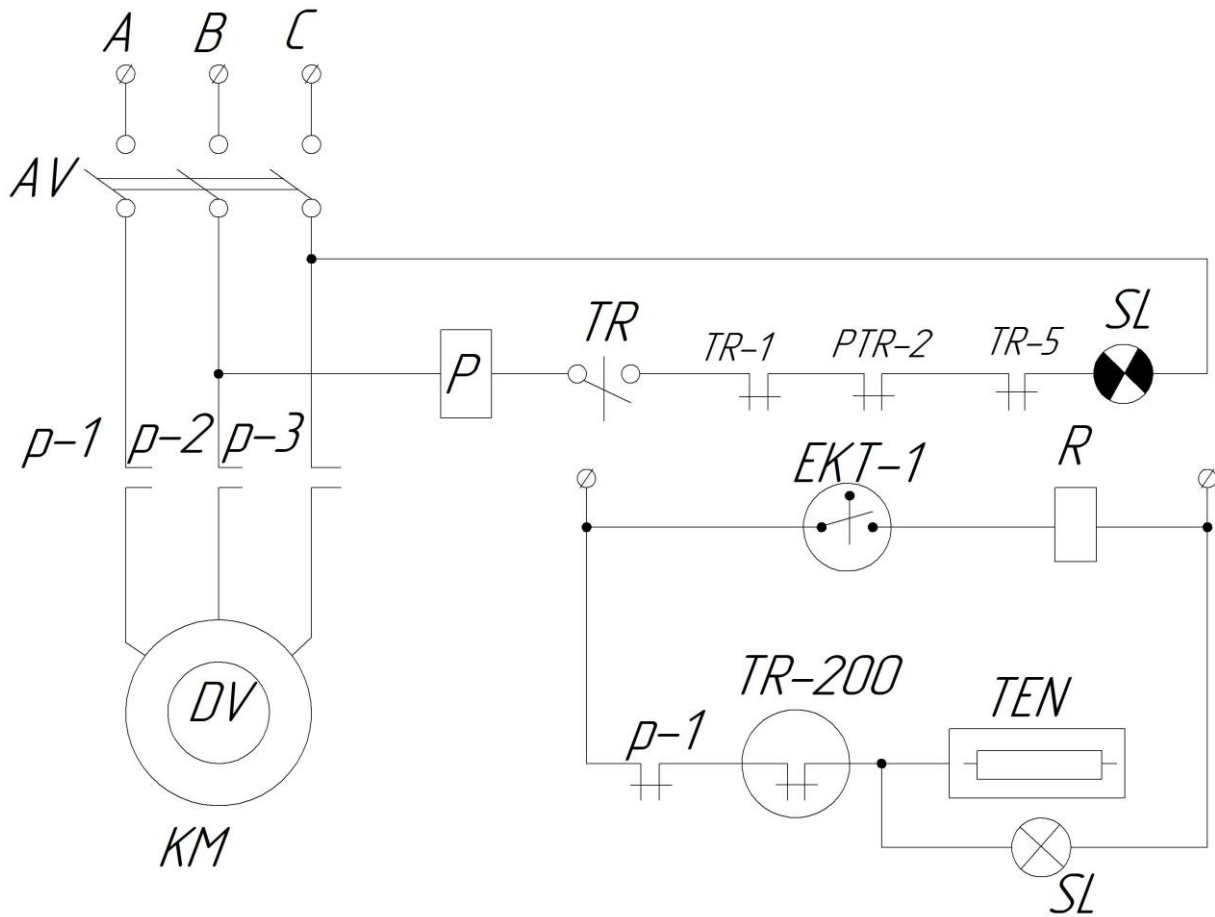 A B C
AV
TR
SL
TR-1 PTR-2 TR-5
P
p-1 p-2 p-3
EKT-1
R
TR-200
TEN
DV
p-1
KM
SL